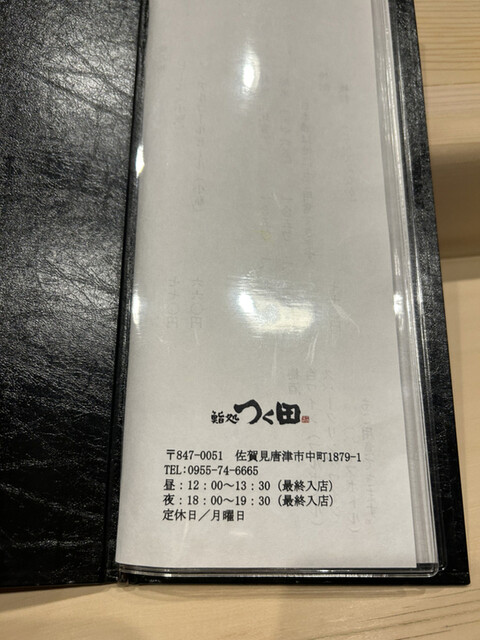 鮨処 つく田
〒847-0051 佐賀見唐津市中町1879-1
TEL:0955-74-6665
昼：12：00～13：30（最終入店）
夜：18：00～19：30（最終入店）
定休日／月曜日